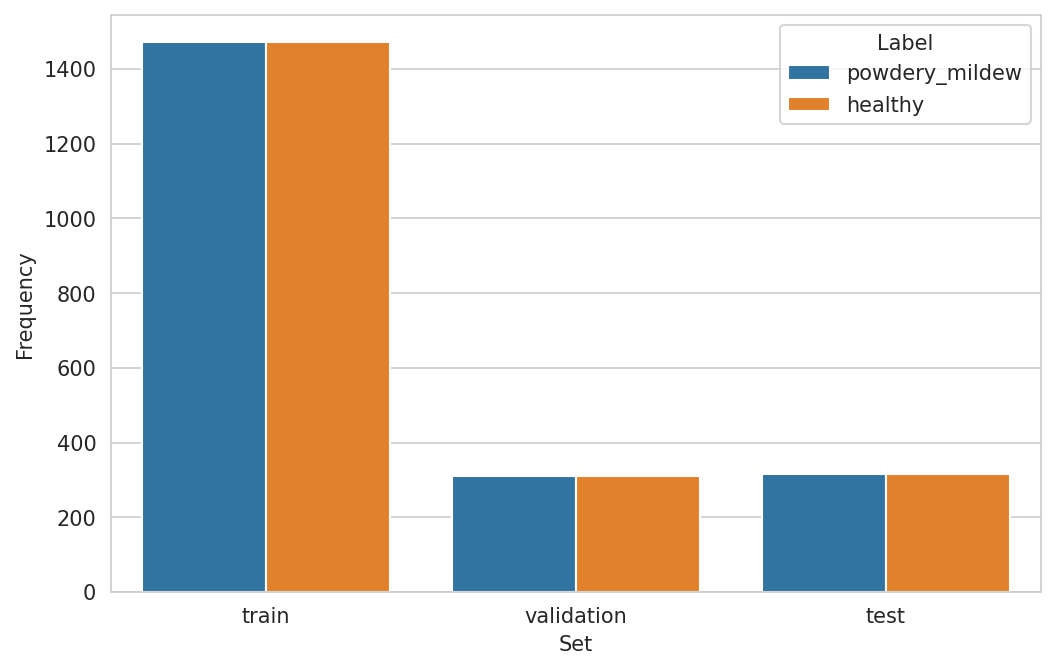 Label
powdery_mildew
healthy
Frequency
1400
1200
1000
800
600
400
200
0
train validation test
Set